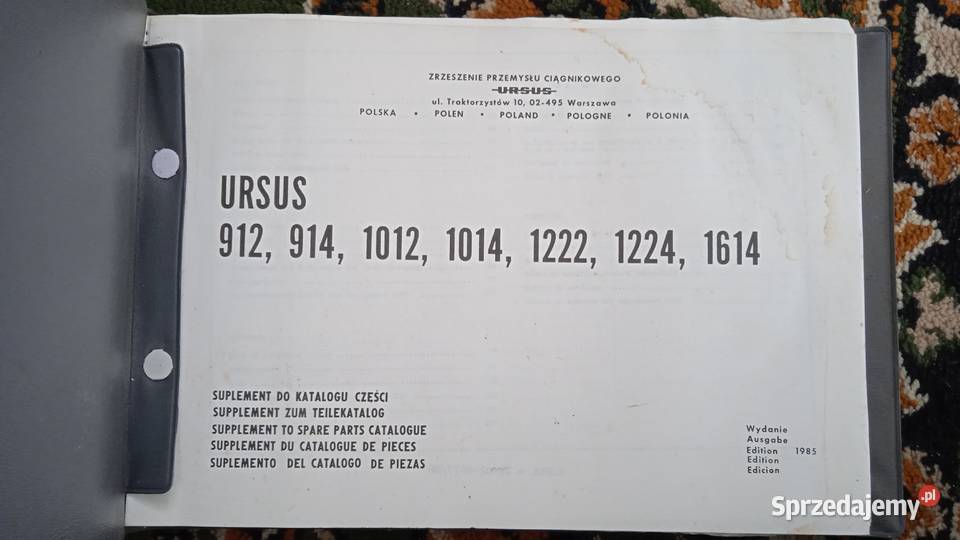 ZRZESZENIE PRZEMYSŁU CIĄGNIKOWEGO
URSUS
ul. Traktorzystów 10, 02-495 Warszawa
POLSKA • POLEN • POLAND • POLOGNE • POLONIA
URSUS
912, 914, 1012, 1014, 1222, 1224, 1614
SUPLEMENT DO KATALOGU CZĘŚCI
SUPPLEMENT ZUM TEILEKATALOG
SUPPLEMENT TO SPARE PARTS CATALOGUE
SUPPLEMENT DU CATALOGUE DE PIECES
SUPLEMENTO DEL CATALOGO DE PIEZAS
Wydanie
Ausgabe
Edition 1985
Edition
Edicion
Sprzedajemy.pl